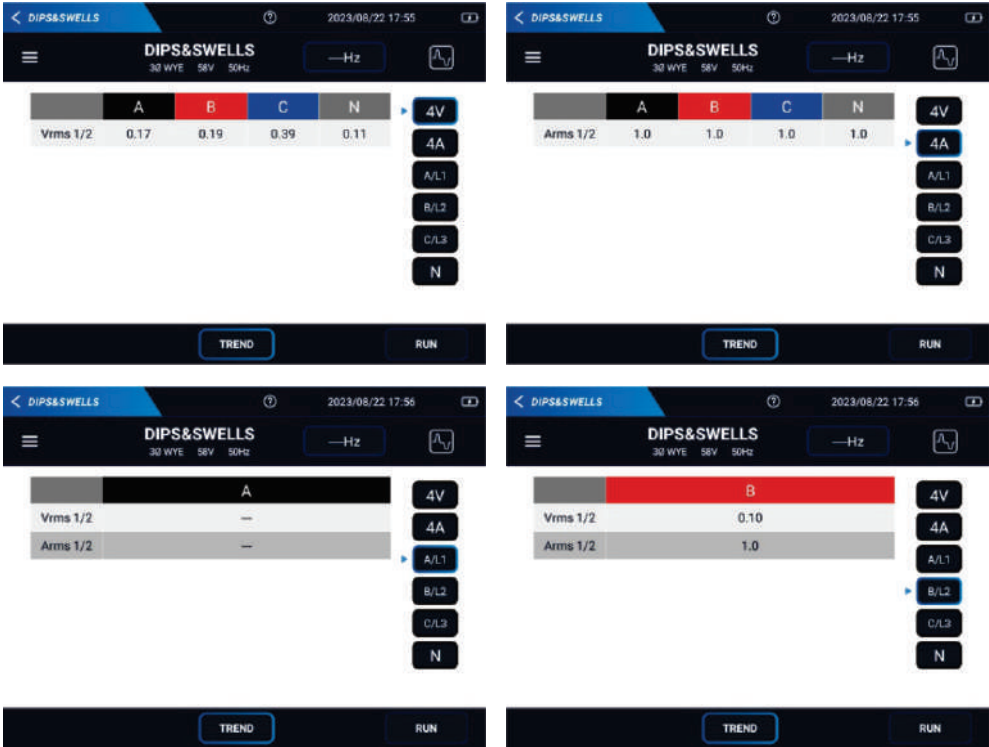 DIPS&SWELLS 2023/08/22 17:55
DIPS&SWELLS
3Ø WYE 58V 50Hz
—Hz
A B C N
Vrms 1/2 0.17 0.19 0.39 0.11
4V
4A
A/L1
B/L2
C/L3
N
TREND RUN
DIPS&SWELLS 2023/08/22 17:55
DIPS&SWELLS
3Ø WYE 58V 50Hz
—Hz
A B C N
Arms 1/2 1.0 1.0 1.0 1.0
4V
4A
A/L1
B/L2
C/L3
N
TREND RUN
DIPS&SWELLS 2023/08/22 17:56
DIPS&SWELLS
3Ø WYE 58V 50Hz
—Hz
A
Vrms 1/2 —
Arms 1/2 —
4V
4A
A/L1
B/L2
C/L3
N
TREND RUN
DIPS&SWELLS 2023/08/22 17:56
DIPS&SWELLS
3Ø WYE 58V 50Hz
—Hz
B
Vrms 1/2 0.10
Arms 1/2 1.0
4V
4A
A/L1
B/L2
C/L3
N
TREND RUN